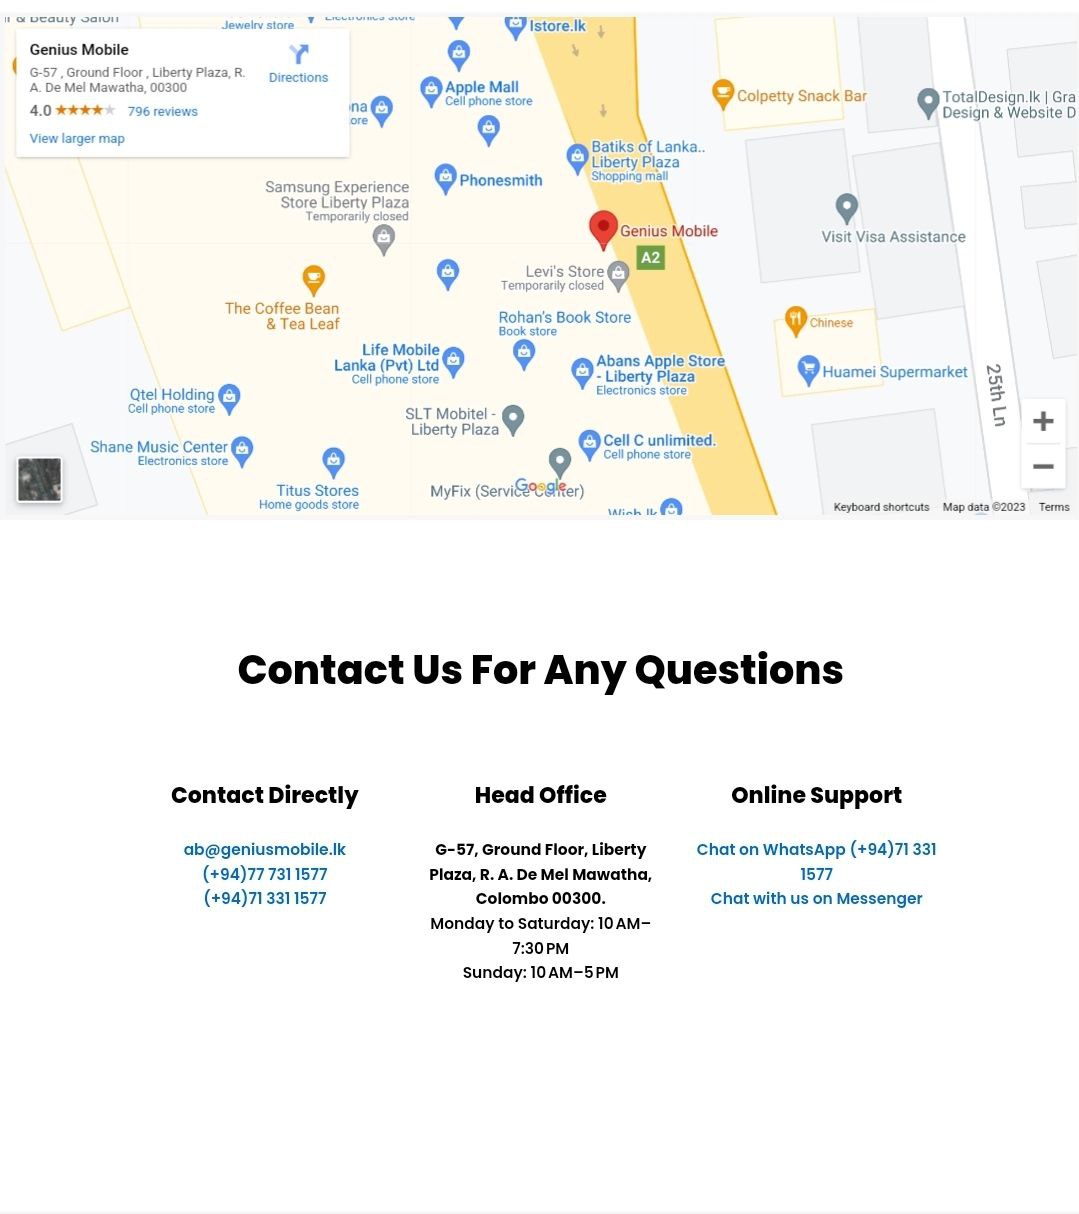 r & Beauty Salon
Jewelry store
Electronics store
Istore.lk
Genius Mobile
G-57 , Ground Floor , Liberty Plaza, R.
A. De Mel Mawatha, 00300
Directions
4.0
796 reviews
View larger map
Apple Mall
Cell phone store
Colpetty Snack Bar
TotalDesign.lk | Gra
Design & Website D
ona
ore
Batiks of Lanka..
Liberty Plaza
Shopping mall
Phonesmith
Samsung Experience
Store Liberty Plaza
Temporarily closed
Genius Mobile
A2
Visit Visa Assistance
Levi's Store
Temporarily closed
The Coffee Bean
& Tea Leaf
Rohan's Book Store
Book store
Chinese
Life Mobile
Lanka (Pvt) Ltd
Cell phone store
Abans Apple Store
- Liberty Plaza
Electronics store
Huamei Supermarket
25th Ln
Qtel Holding
Cell phone store
SLT Mobitel -
Liberty Plaza
Shane Music Center
Electronics store
Cell C unlimited.
Cell phone store
Titus Stores
Home goods store
Google
MyFix (Service Center)
Wish.lk
Keyboard shortcuts
Map data ©2023
Terms
Contact Us For Any Questions
Contact Directly
ab@geniusmobile.lk
(+94)77 731 1577
(+94)71 331 1577
Head Office
G-57, Ground Floor, Liberty
Plaza, R. A. De Mel Mawatha,
Colombo 00300.
Monday to Saturday: 10 AM–
7:30 PM
Sunday: 10 AM–5 PM
Online Support
Chat on WhatsApp (+94)71 331
1577
Chat with us on Messenger